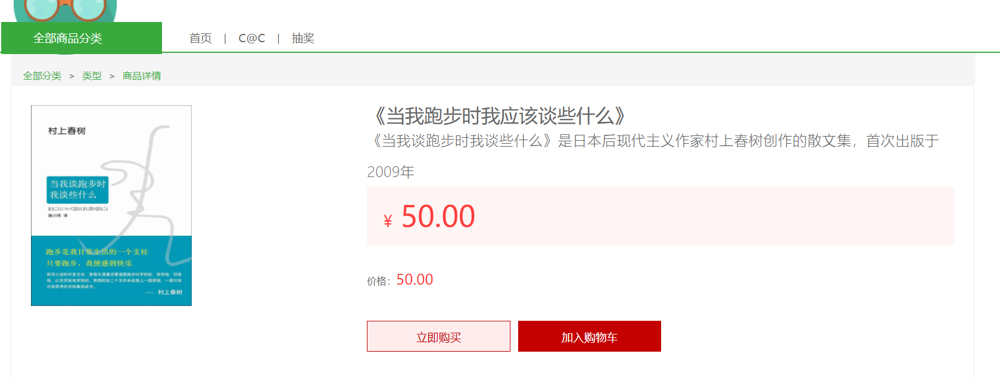 全部商品分类
首页 | C@C | 抽奖
全部分类 > 类型 > 商品详情
村上春树
当我谈跑步时
我谈些什么
走ることについて語るときに僕の語ること
施小炜 译
跑步是我日常生活的一个支柱
只要跑步，我便感到快乐
—— 村上春树
《当我跑步时我应该谈些什么》
《当我谈跑步时我谈些什么》是日本后现代主义作家村上春树创作的散文集，首次出版于
2009年
¥ 50.00
价格：50.00
立即购买
加入购物车